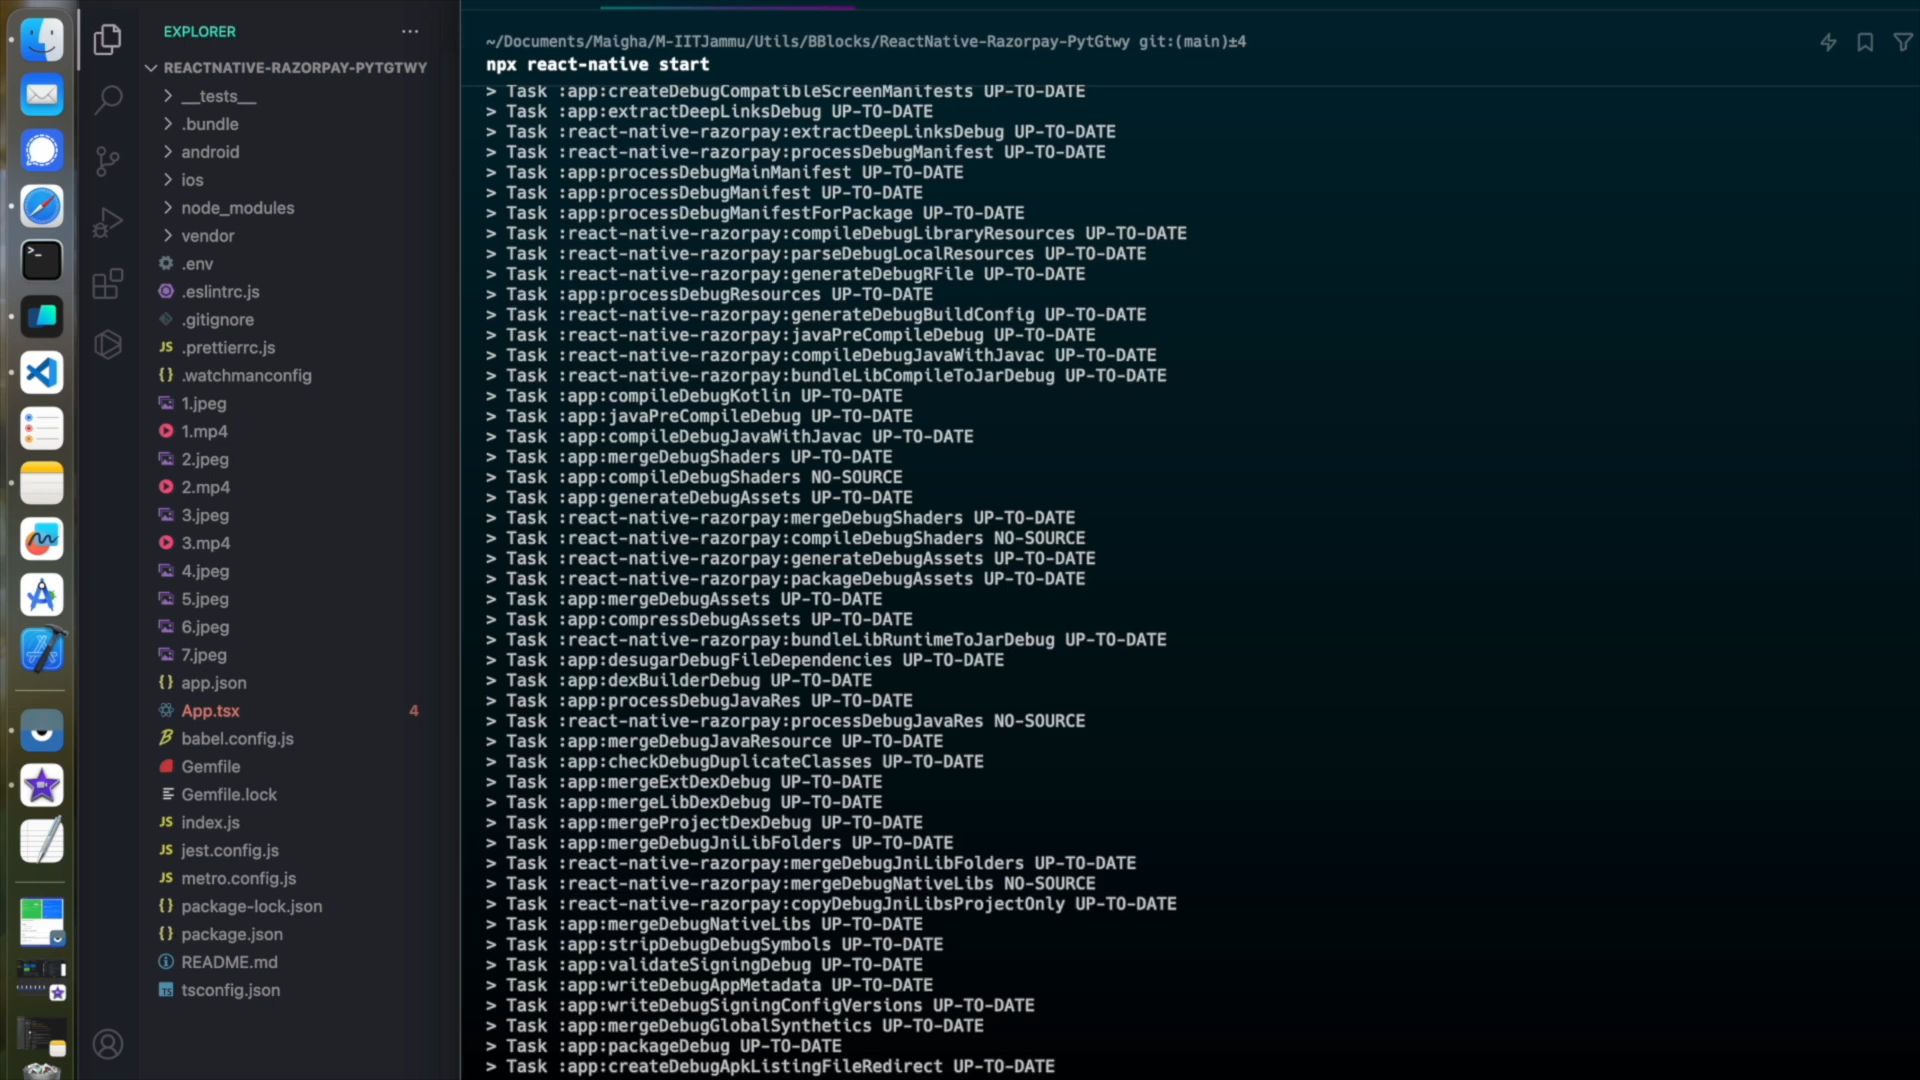 EXPLORER
REACTNATIVE-RAZORPAY-PYTGTWY
__tests__
.bundle
android
ios
node_modules
vendor
.env
.eslintrc.js
.gitignore
JS .prettierrc.js
{} .watchmanconfig
1.jpeg
1.mp4
2.jpeg
2.mp4
3.jpeg
3.mp4
4.jpeg
5.jpeg
6.jpeg
7.jpeg
{} app.json
App.tsx 4
babel.config.js
Gemfile
Gemfile.lock
JS index.js
JS jest.config.js
JS metro.config.js
{} package-lock.json
{} package.json
README.md
TS tsconfig.json
~/Documents/Maigha/M-IITJammu/Utils/BBlocks/ReactNative-Razorpay-PytGtwy git:(main)±4
npx react-native start
> Task :app:createDebugCompatibleScreenManifests UP-TO-DATE
> Task :app:extractDeepLinksDebug UP-TO-DATE
> Task :react-native-razorpay:extractDeepLinksDebug UP-TO-DATE
> Task :react-native-razorpay:processDebugManifest UP-TO-DATE
> Task :app:processDebugMainManifest UP-TO-DATE
> Task :app:processDebugManifest UP-TO-DATE
> Task :app:processDebugManifestForPackage UP-TO-DATE
> Task :react-native-razorpay:compileDebugLibraryResources UP-TO-DATE
> Task :react-native-razorpay:parseDebugLocalResources UP-TO-DATE
> Task :react-native-razorpay:generateDebugRFile UP-TO-DATE
> Task :app:processDebugResources UP-TO-DATE
> Task :react-native-razorpay:generateDebugBuildConfig UP-TO-DATE
> Task :react-native-razorpay:javaPreCompileDebug UP-TO-DATE
> Task :react-native-razorpay:compileDebugJavaWithJavac UP-TO-DATE
> Task :react-native-razorpay:bundleLibCompileToJarDebug UP-TO-DATE
> Task :app:compileDebugKotlin UP-TO-DATE
> Task :app:javaPreCompileDebug UP-TO-DATE
> Task :app:compileDebugJavaWithJavac UP-TO-DATE
> Task :app:mergeDebugShaders UP-TO-DATE
> Task :app:compileDebugShaders NO-SOURCE
> Task :app:generateDebugAssets UP-TO-DATE
> Task :react-native-razorpay:mergeDebugShaders UP-TO-DATE
> Task :react-native-razorpay:compileDebugShaders NO-SOURCE
> Task :react-native-razorpay:generateDebugAssets UP-TO-DATE
> Task :react-native-razorpay:packageDebugAssets UP-TO-DATE
> Task :app:mergeDebugAssets UP-TO-DATE
> Task :app:compressDebugAssets UP-TO-DATE
> Task :react-native-razorpay:bundleLibRuntimeToJarDebug UP-TO-DATE
> Task :app:desugarDebugFileDependencies UP-TO-DATE
> Task :app:dexBuilderDebug UP-TO-DATE
> Task :app:processDebugJavaRes UP-TO-DATE
> Task :react-native-razorpay:processDebugJavaRes NO-SOURCE
> Task :app:mergeDebugJavaResource UP-TO-DATE
> Task :app:checkDebugDuplicateClasses UP-TO-DATE
> Task :app:mergeExtDexDebug UP-TO-DATE
> Task :app:mergeLibDexDebug UP-TO-DATE
> Task :app:mergeProjectDexDebug UP-TO-DATE
> Task :app:mergeDebugJniLibFolders UP-TO-DATE
> Task :react-native-razorpay:mergeDebugJniLibFolders UP-TO-DATE
> Task :react-native-razorpay:mergeDebugNativeLibs NO-SOURCE
> Task :react-native-razorpay:copyDebugJniLibsProjectOnly UP-TO-DATE
> Task :app:mergeDebugNativeLibs UP-TO-DATE
> Task :app:stripDebugDebugSymbols UP-TO-DATE
> Task :app:validateSigningDebug UP-TO-DATE
> Task :app:writeDebugAppMetadata UP-TO-DATE
> Task :app:writeDebugSigningConfigVersions UP-TO-DATE
> Task :app:mergeDebugGlobalSynthetics UP-TO-DATE
> Task :app:packageDebug UP-TO-DATE
> Task :app:createDebugApkListingFileRedirect UP-TO-DATE